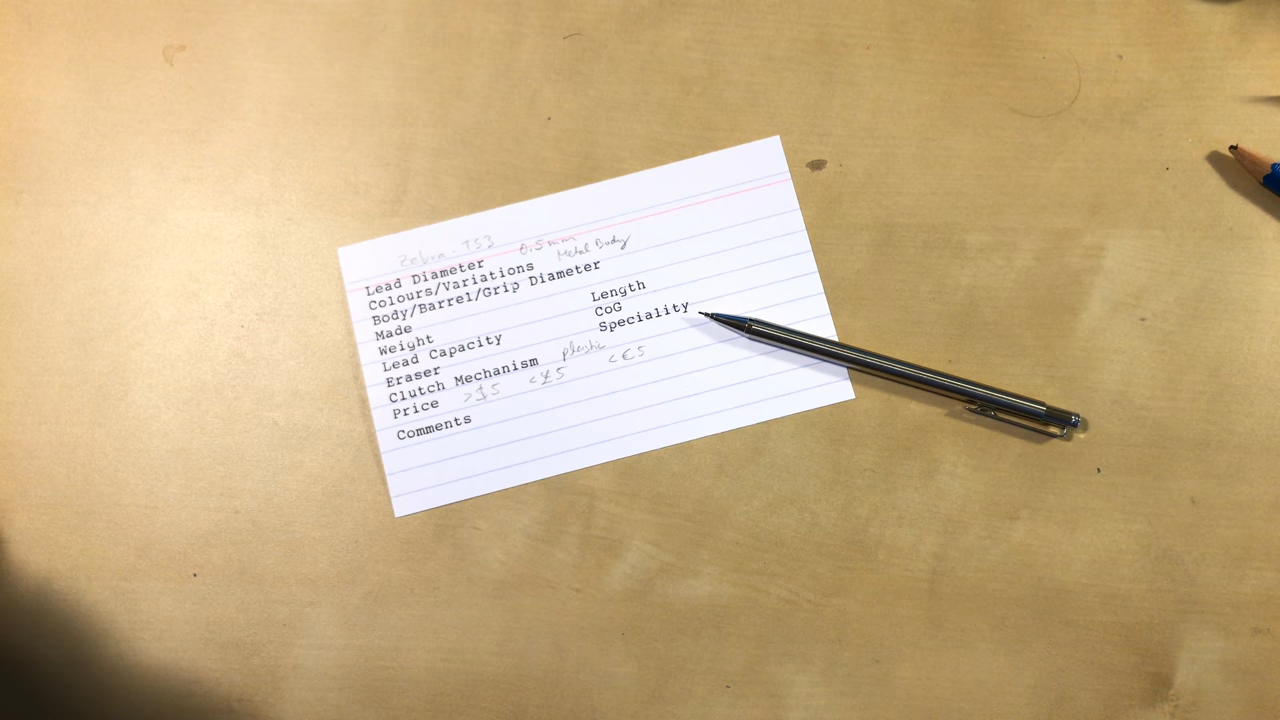 Zebra - TS3 0.5mm
Lead Diameter Metal Body
Colours/Variations
Body/Barrel/Grip Diameter
Made Length
Weight CoG
Lead Capacity Speciality
Eraser
Clutch Mechanism plastic
Price >$5 <£5 <€5
Comments